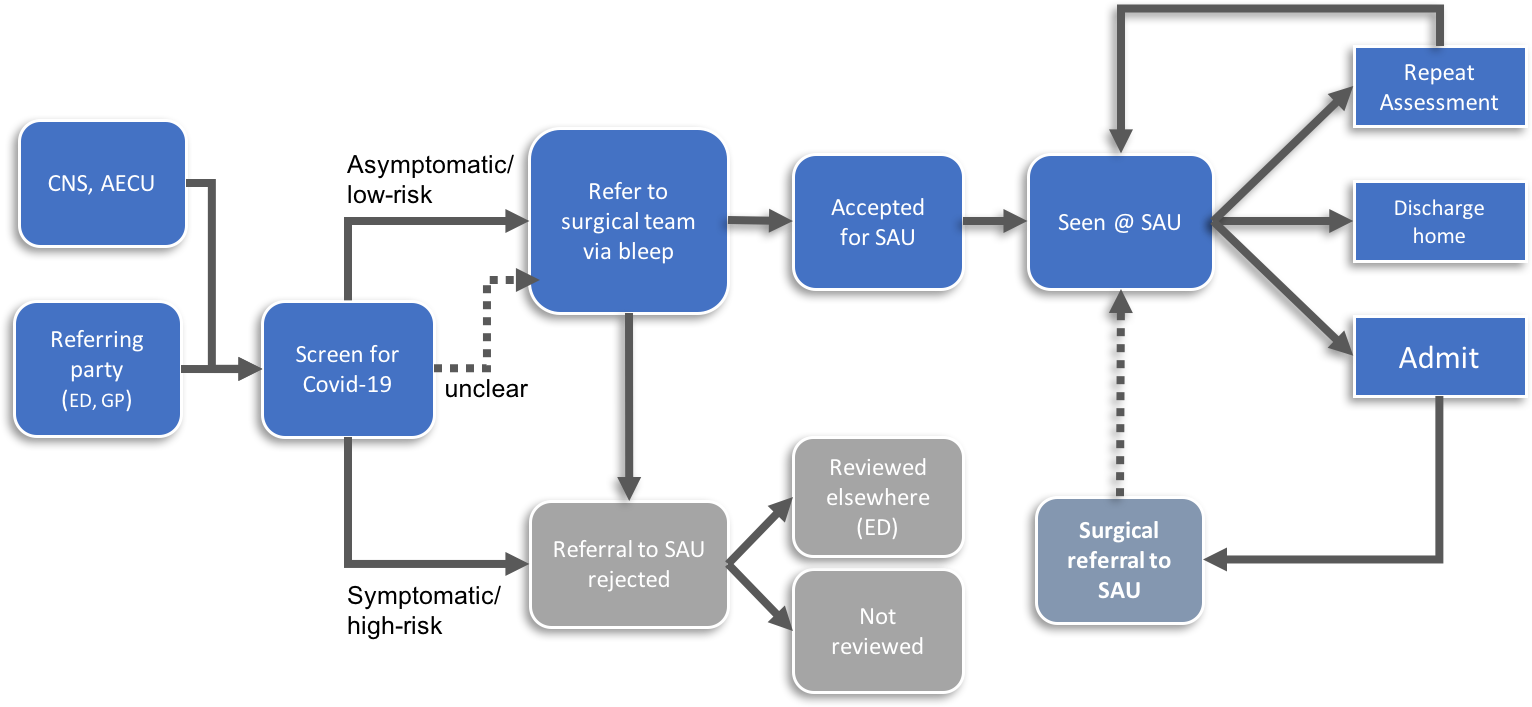 CNS, AECU
Referring
party
(ED, GP)
Screen for
Covid-19
Asymptomatic/
low-risk
unclear
Symptomatic/
high-risk
Refer to
surgical team
via bleep
Referral to SAU
rejected
Accepted
for SAU
Reviewed
elsewhere
(ED)
Not
reviewed
Seen @ SAU
Surgical
referral to
SAU
Repeat
Assessment
Discharge
home
Admit